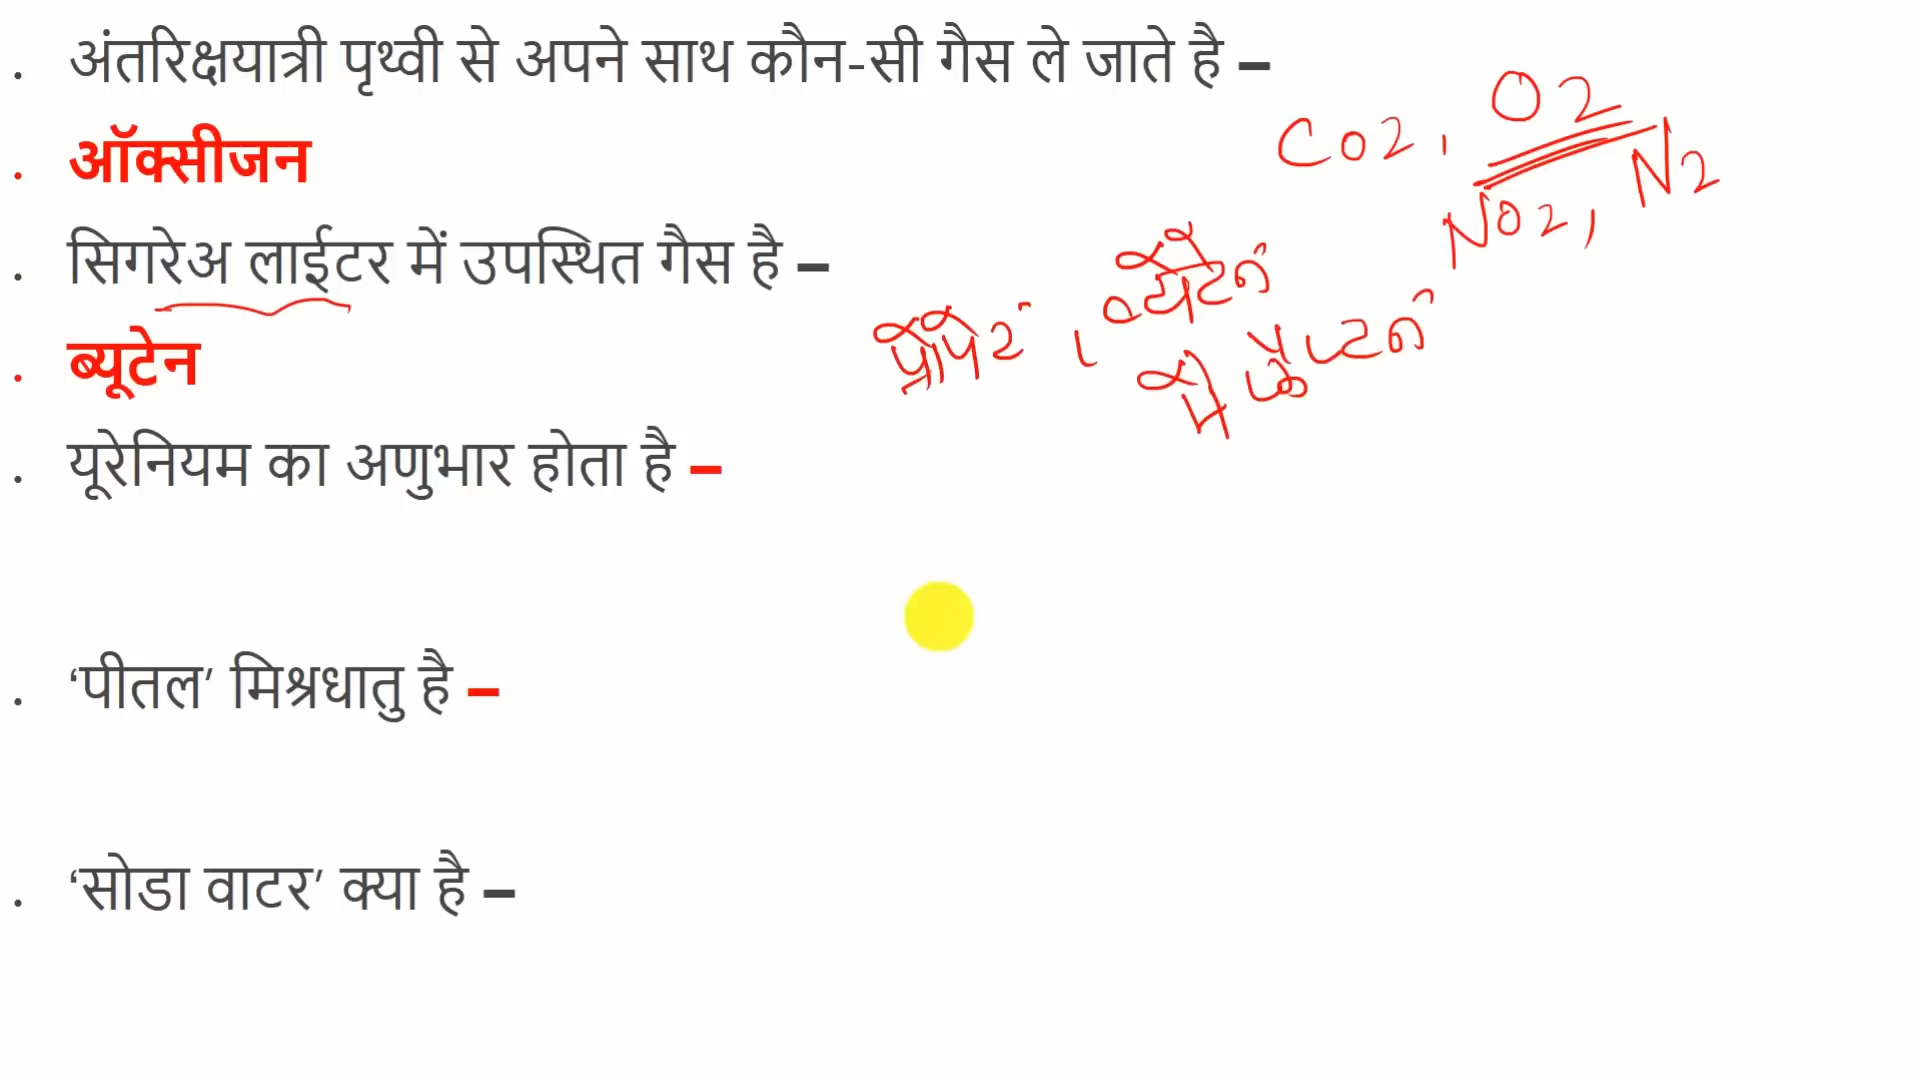 . अंतरिक्षयात्री पृथ्वी से अपने साथ कौन-सी गैस ले जाते है –
CO2, O2
NO2, N2
. ऑक्सीजन
. सिगरेअ लाईटर में उपस्थित गैस है –
. ब्यूटेन
. यूरेनियम का अणुभार होता है –
. ‘पीतल’ मिश्रधातु है –
. ‘सोडा वाटर’ क्या है –